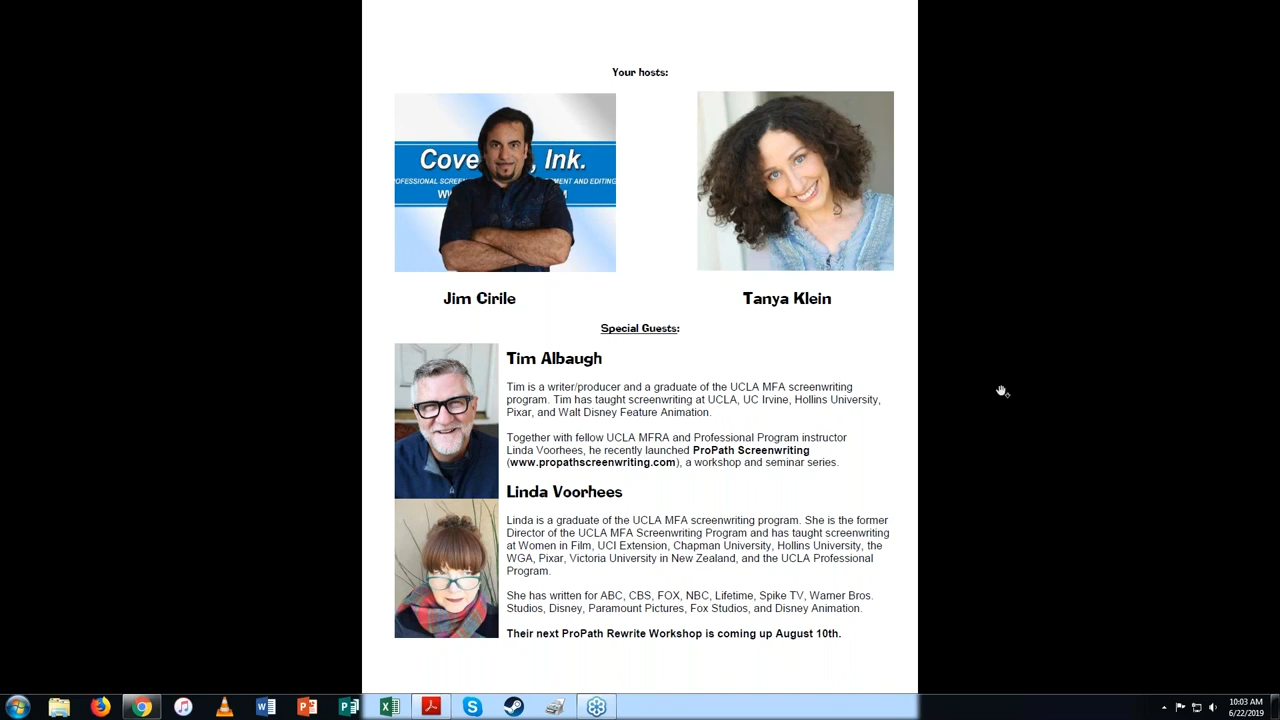 Your hosts:
Cove , Ink.
MENT AND EDITING
Jim Cirile
Tanya Klein
Special Guests:
Tim Albaugh
Tim is a writer/producer and a graduate of the UCLA MFA screenwriting
program. Tim has taught screenwriting at UCLA, UC Irvine, Hollins University,
Pixar, and Walt Disney Feature Animation.
Together with fellow UCLA MFRA and Professional Program instructor
Linda Voorhees, he recently launched ProPath Screenwriting
(www.propathscreenwriting.com), a workshop and seminar series.
Linda Voorhees
Linda is a graduate of the UCLA MFA screenwriting program. She is the former
Director of the UCLA MFA Screenwriting Program and has taught screenwriting
at Women in Film, UCI Extension, Chapman University, Hollins University, the
WGA, Pixar, Victoria University in New Zealand, and the UCLA Professional
Program.
She has written for ABC, CBS, FOX, NBC, Lifetime, Spike TV, Warner Bros.
Studios, Disney, Paramount Pictures, Fox Studios, and Disney Animation.
Their next ProPath Rewrite Workshop is coming up August 10th.
10:03 AM
6/22/2019